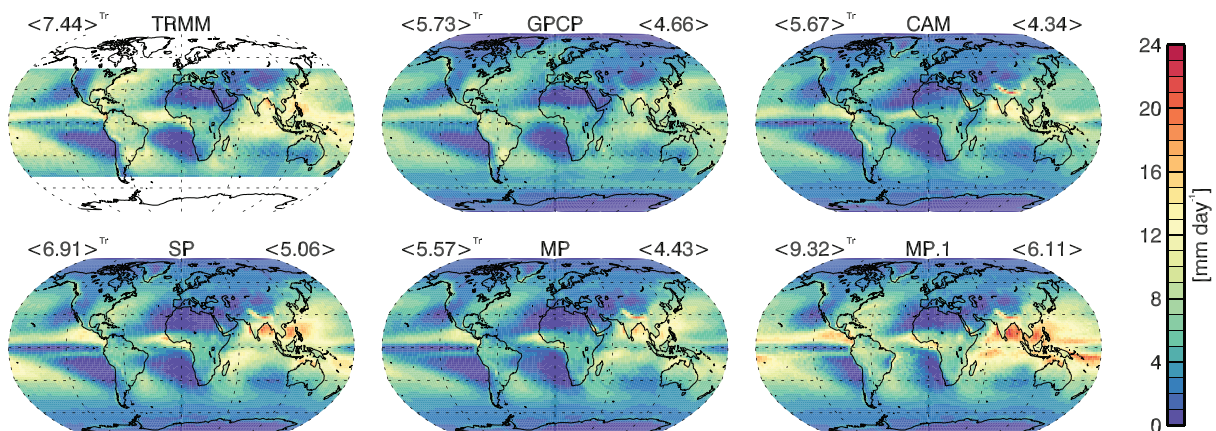 <7.44>Tr TRMM
<5.73>Tr GPCP <4.66>
<5.67>Tr CAM <4.34>
<6.91>Tr SP <5.06>
<5.57>Tr MP <4.43>
<9.32>Tr MP.1 <6.11>
24
20
16
12
8
4
0
[mm day-1]